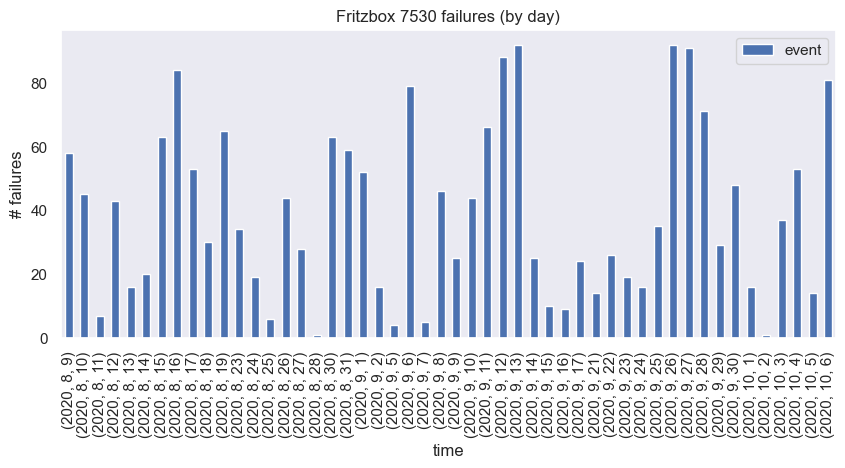 Fritzbox 7530 failures (by day)
event
# failures
80
60
40
20
0
(2020, 8, 9)
(2020, 8, 10)
(2020, 8, 11)
(2020, 8, 12)
(2020, 8, 13)
(2020, 8, 14)
(2020, 8, 15)
(2020, 8, 16)
(2020, 8, 17)
(2020, 8, 18)
(2020, 8, 19)
(2020, 8, 23)
(2020, 8, 24)
(2020, 8, 25)
(2020, 8, 26)
(2020, 8, 27)
(2020, 8, 28)
(2020, 8, 30)
(2020, 8, 31)
(2020, 9, 1)
(2020, 9, 2)
(2020, 9, 5)
(2020, 9, 6)
(2020, 9, 7)
(2020, 9, 8)
(2020, 9, 9)
(2020, 9, 10)
(2020, 9, 11)
(2020, 9, 12)
(2020, 9, 13)
(2020, 9, 14)
(2020, 9, 15)
(2020, 9, 16)
(2020, 9, 17)
(2020, 9, 21)
(2020, 9, 22)
(2020, 9, 23)
(2020, 9, 24)
(2020, 9, 25)
(2020, 9, 26)
(2020, 9, 27)
(2020, 9, 28)
(2020, 9, 29)
(2020, 9, 30)
(2020, 10, 1)
(2020, 10, 2)
(2020, 10, 3)
(2020, 10, 4)
(2020, 10, 5)
(2020, 10, 6)
time